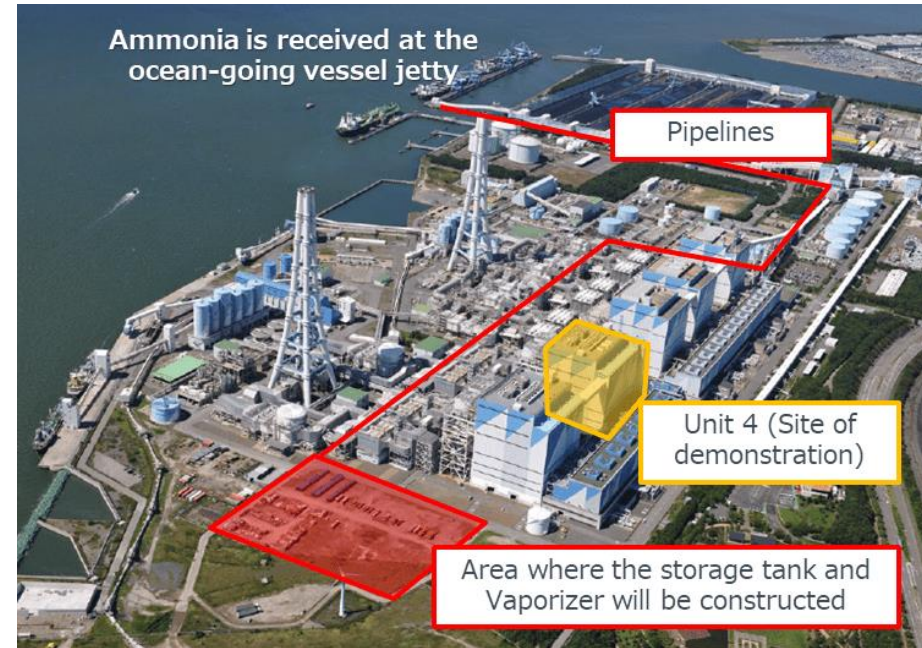 Ammonia is received at the
ocean-going vessel jetty
Pipelines
Unit 4 (Site of
demonstration)
Area where the storage tank and
Vaporizer will be constructed